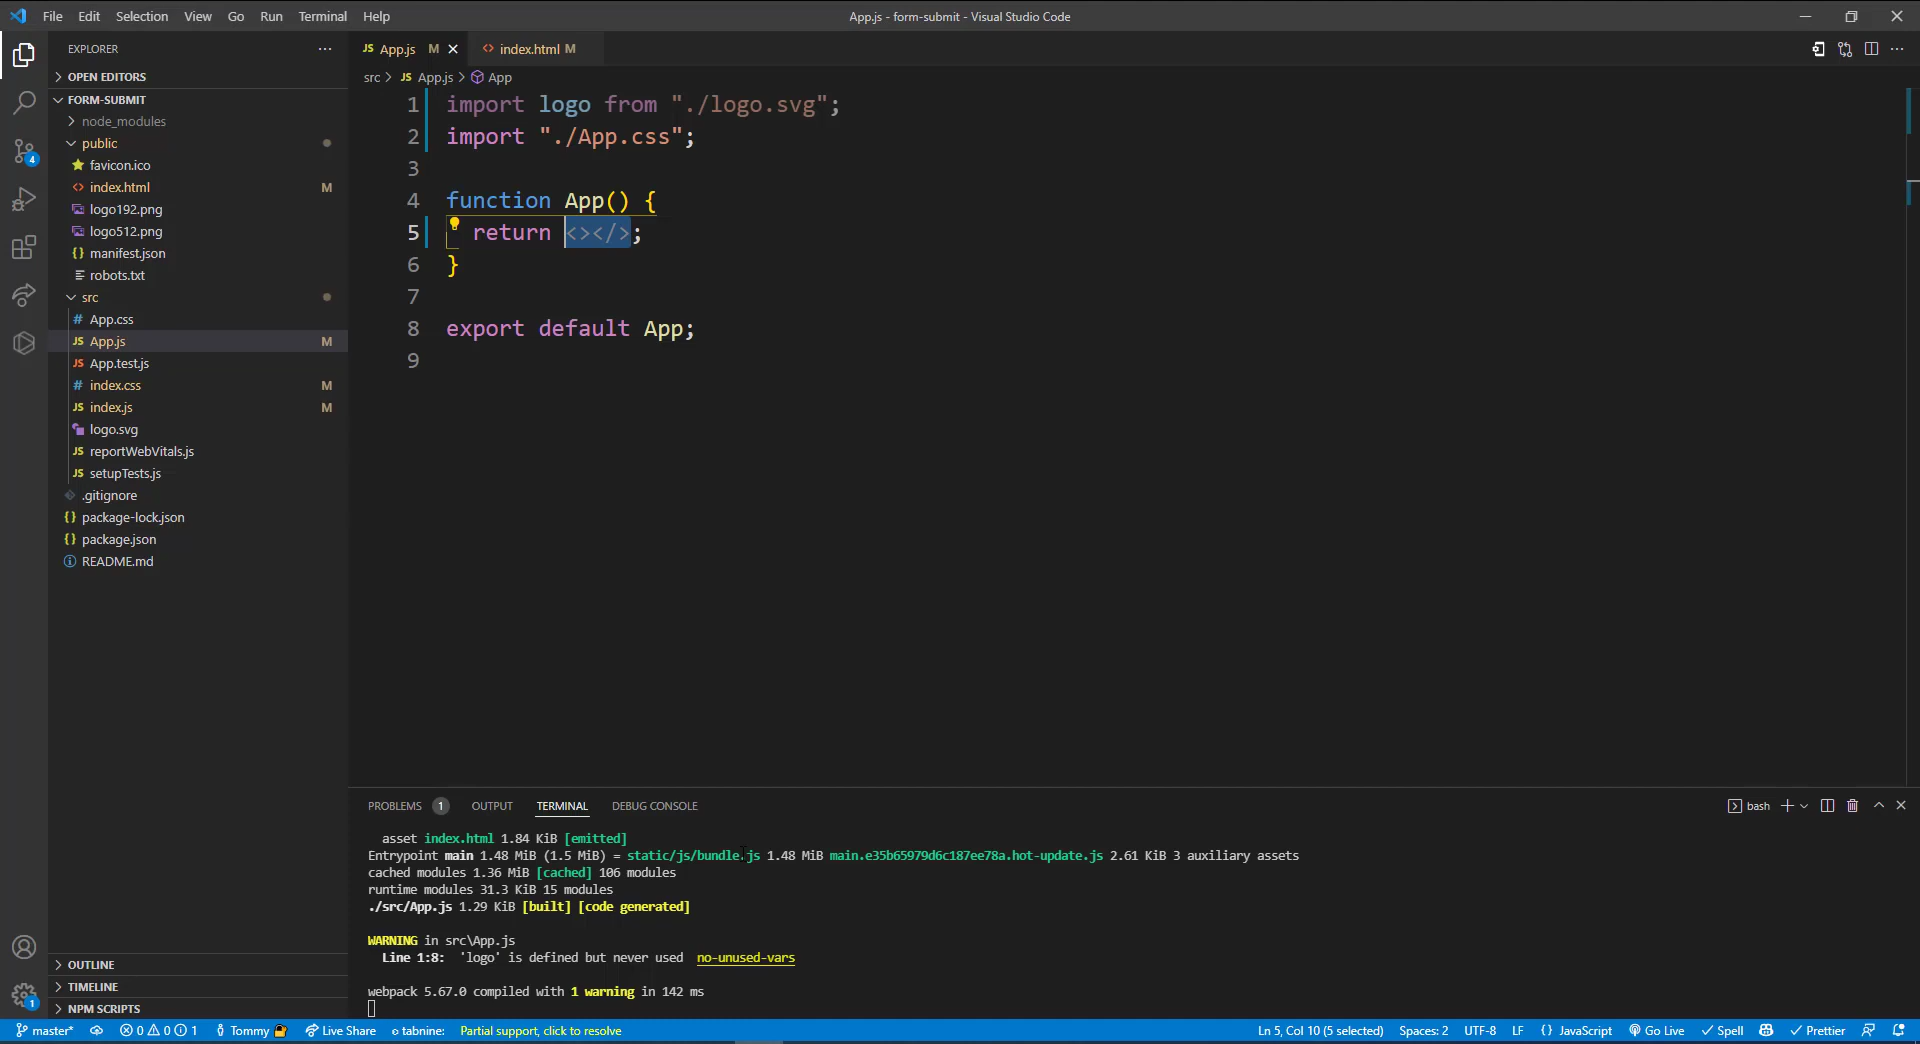 File Edit Selection View Go Run Terminal Help
App.js - form-submit - Visual Studio Code
EXPLORER
OPEN EDITORS
FORM-SUBMIT
node_modules
public
favicon.ico
index.html M
logo192.png
logo512.png
manifest.json
robots.txt
src
App.css
App.js M
App.test.js
index.css M
index.js M
logo.svg
reportWebVitals.js
setupTests.js
.gitignore
package-lock.json
package.json
README.md
OUTLINE
TIMELINE
NPM SCRIPTS
4
1
JS App.js M index.html M
src > JS App.js > App
1 import logo from "./logo.svg";
2 import "./App.css";
3
4 function App() {
5 return <></>;
6 }
7
8 export default App;
9
PROBLEMS 1 OUTPUT TERMINAL DEBUG CONSOLE
bash
asset index.html 1.84 KiB [emitted]
Entrypoint main 1.48 MiB (1.5 MiB) = static/js/bundle.js 1.48 MiB main.e35b65979d6c187ee78a.hot-update.js 2.61 KiB 3 auxiliary assets
cached modules 1.36 MiB [cached] 106 modules
runtime modules 31.3 KiB 15 modules
./src/App.js 1.29 KiB [built] [code generated]
WARNING in src\App.js
Line 1:8: 'logo' is defined but never used no-unused-vars
webpack 5.67.0 compiled with 1 warning in 142 ms
master* 0 0 1 Tommy Live Share tabnine: Partial support, click to resolve
Ln 5, Col 10 (5 selected) Spaces: 2 UTF-8 LF {} JavaScript Go Live Spell Prettier